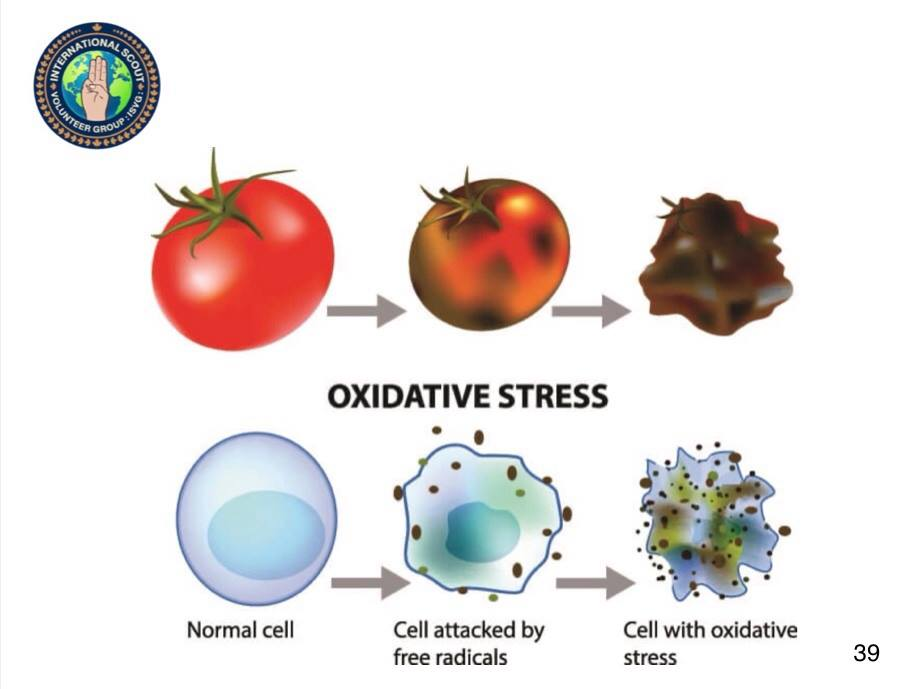 INTERNATIONAL SCOUT
VOLUNTEER GROUP : ISVG :
OXIDATIVE STRESS
Normal cell
Cell attacked by
free radicals
Cell with oxidative
stress
39